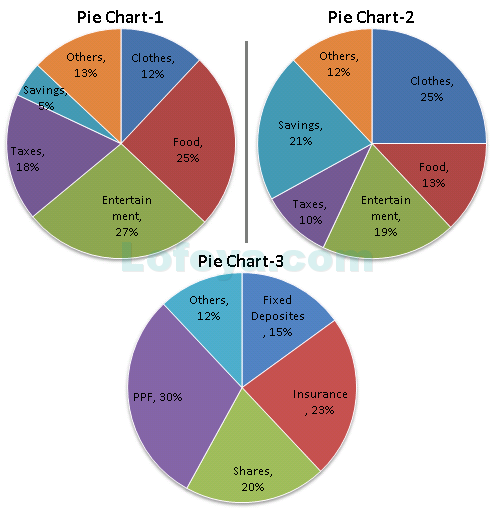 Pie Chart-1
Others,
13%
Clothes,
12%
Savings,
5%
Food,
25%
Taxes,
18%
Entertain
ment,
27%
Pie Chart-2
Others,
12%
Clothes,
25%
Savings,
21%
Food,
13%
Taxes,
10%
Entertain
ment,
19%
Lofoya.com
Pie Chart-3
Others,
12%
Fixed
Deposites
, 15%
PPF, 30%
Insurance
, 23%
Shares,
20%